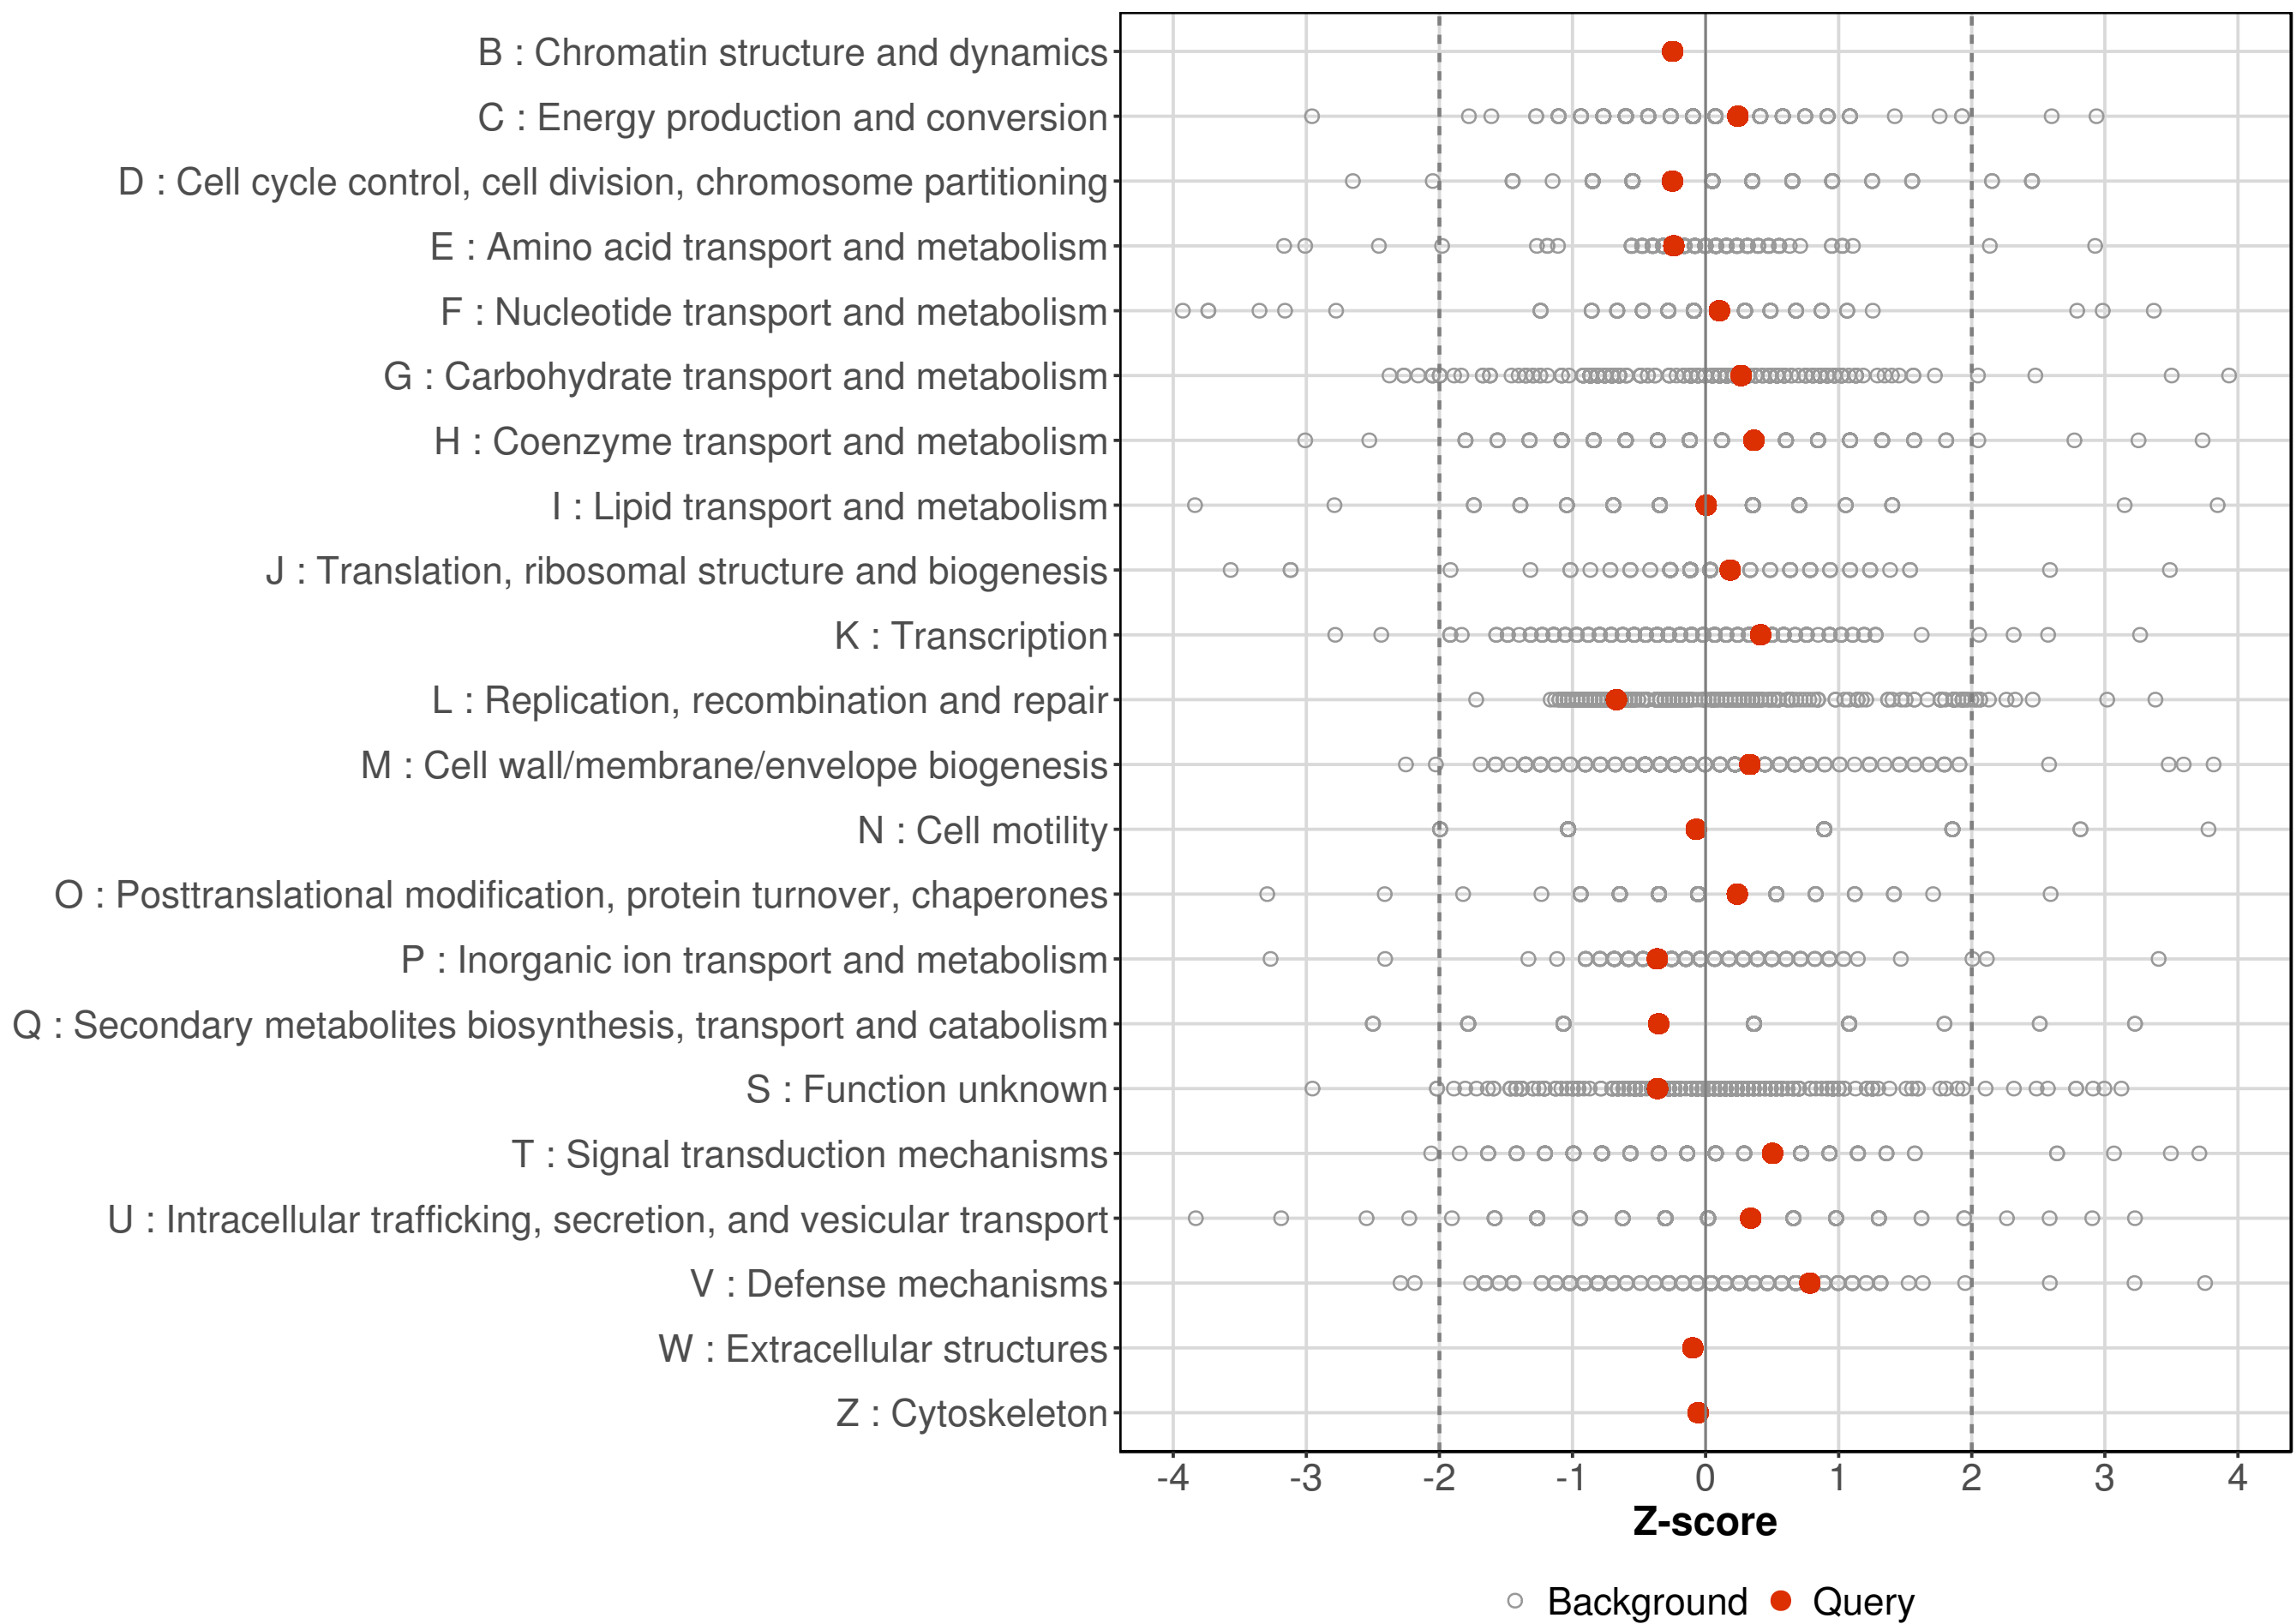 B : Chromatin structure and dynamics
C : Energy production and conversion
D : Cell cycle control, cell division, chromosome partitioning
E : Amino acid transport and metabolism
F : Nucleotide transport and metabolism
G : Carbohydrate transport and metabolism
H : Coenzyme transport and metabolism
I : Lipid transport and metabolism
J : Translation, ribosomal structure and biogenesis
K : Transcription
L : Replication, recombination and repair
M : Cell wall/membrane/envelope biogenesis
N : Cell motility
O : Posttranslational modification, protein turnover, chaperones
P : Inorganic ion transport and metabolism
Q : Secondary metabolites biosynthesis, transport and catabolism
S : Function unknown
T : Signal transduction mechanisms
U : Intracellular trafficking, secretion, and vesicular transport
V : Defense mechanisms
W : Extracellular structures
Z : Cytoskeleton
-4 -3 -2 -1 0 1 2 3 4
Z-score
Background Query